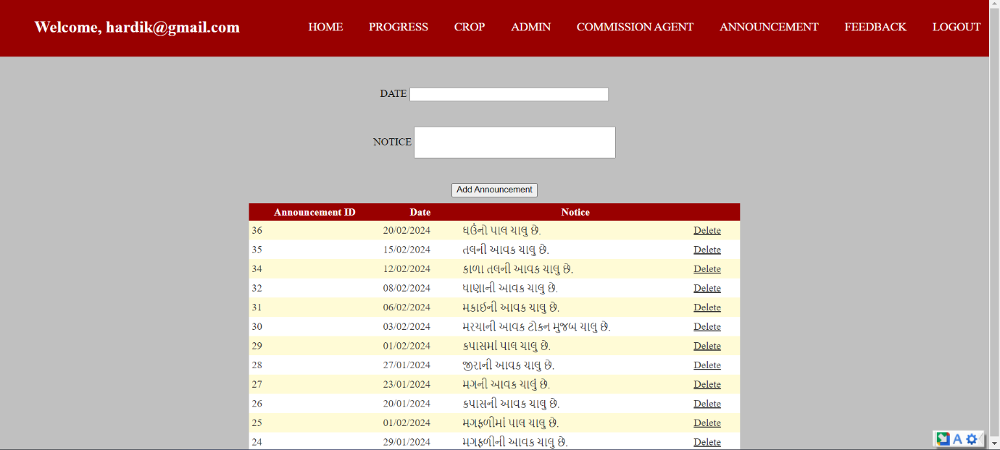 Welcome, hardik@gmail.com HOME PROGRESS CROP ADMIN COMMISSION AGENT ANNOUNCEMENT FEEDBACK LOGOUT
DATE
NOTICE
Add Announcement
Announcement ID Date Notice
36 20/02/2024 ઘઉંનો પાલ ચાલુ છે. Delete
35 15/02/2024 તલની આવક ચાલુ છે. Delete
34 12/02/2024 કાળા તલની આવક ચાલુ છે. Delete
32 08/02/2024 ધાણાની આવક ચાલુ છે. Delete
31 06/02/2024 મકાઈની આવક ચાલુ છે. Delete
30 03/02/2024 મરચાની આવક ટોકન મુજબ ચાલુ છે. Delete
29 01/02/2024 કપાસમાં પાલ ચાલુ છે. Delete
28 27/01/2024 જીરાની આવક ચાલુ છે. Delete
27 23/01/2024 મગની આવક ચાલું છે. Delete
26 20/01/2024 કપાસની આવક ચાલુ છે. Delete
25 01/02/2024 મગફળીમાં પાલ ચાલુ છે. Delete
24 29/01/2024 મગફળીની આવક ચાલુ છે. Delete
A